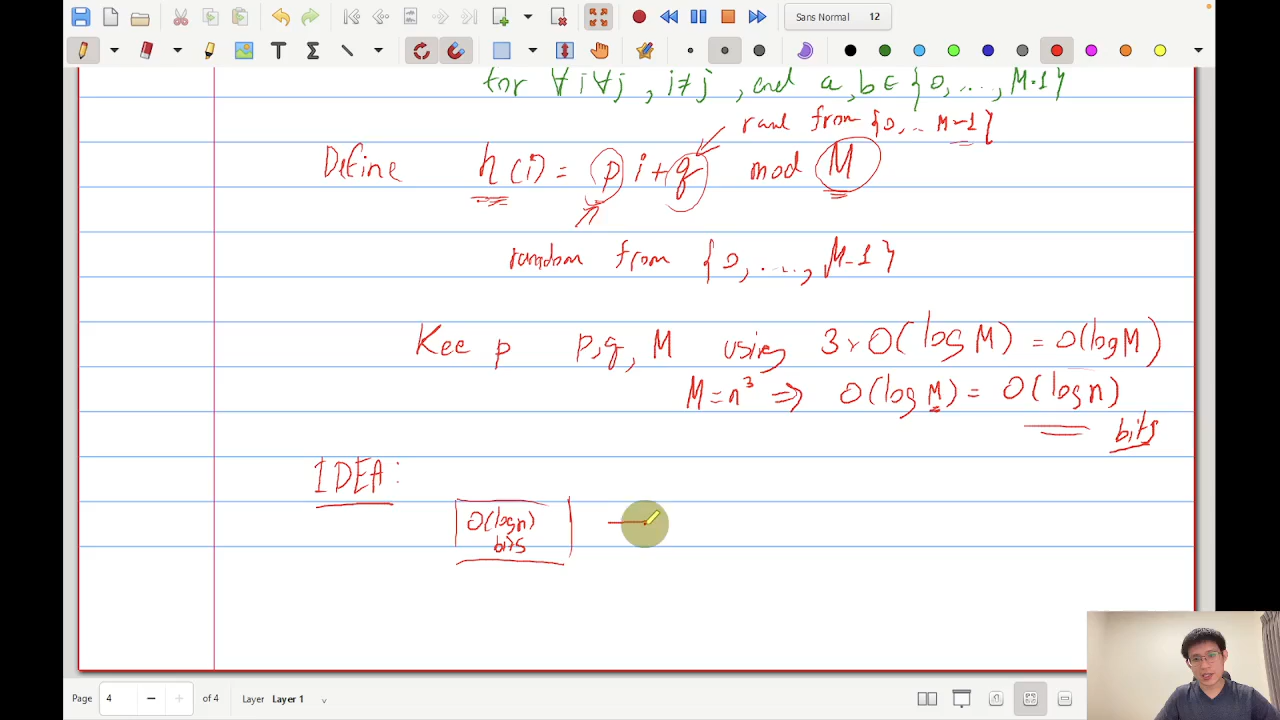 Sans Normal 12
for ∀i∀j, i≠j, and a,b ∈ {0, ..., M-1}
rand from {0, .. M-1}
Define h(i) = p i + q mod M
random from {0, ...., M-1}
Keep p, q, M using 3 × O(log M) = O(log M)
M = n³ ⇒ O(log M) = O(log n)
bits
IDEA:
O(log n)
bits
Page 4 of 4 Layer Layer 1